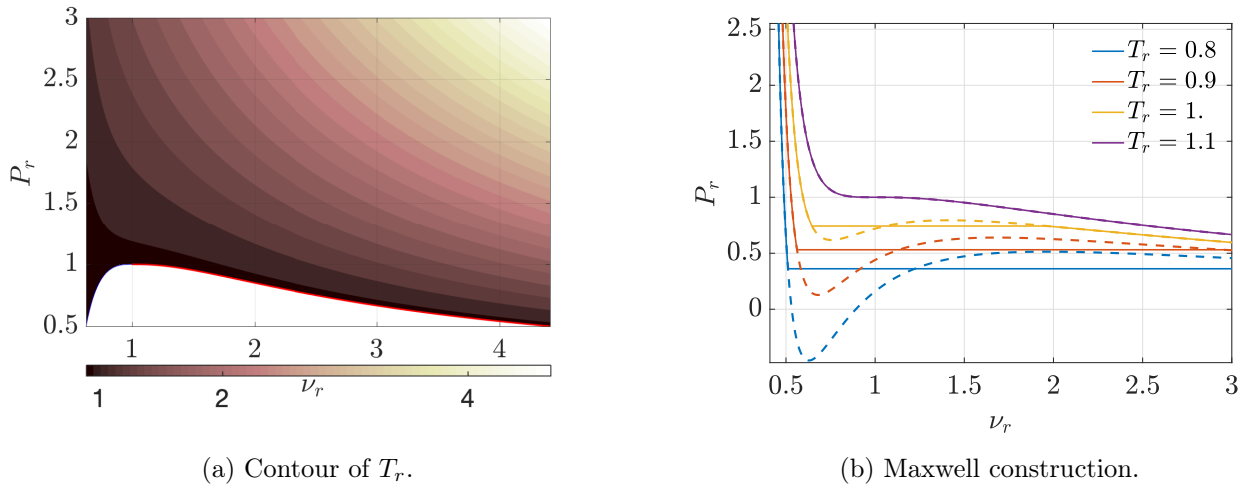 3
2.5
2
1.5
1
0.5
P_r
1 2 3 4
ν_r
1 2 4
(a) Contour of T_r.
2.5
2
1.5
1
0.5
0
P_r
0.5 1 1.5 2 2.5 3
ν_r
T_r = 0.8
T_r = 0.9
T_r = 1.
T_r = 1.1
(b) Maxwell construction.